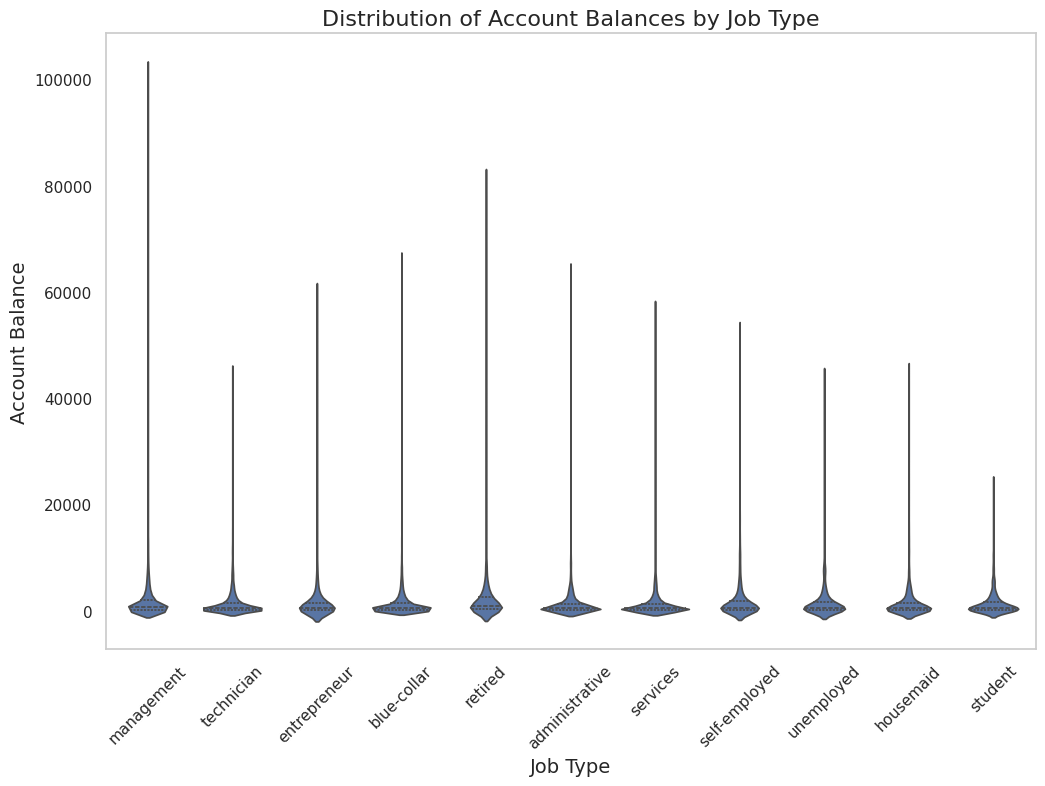 Distribution of Account Balances by Job Type
Account Balance
100000
80000
60000
40000
20000
0
management
technician
entrepreneur
blue-collar
retired
administrative
services
self-employed
unemployed
housemaid
student
Job Type